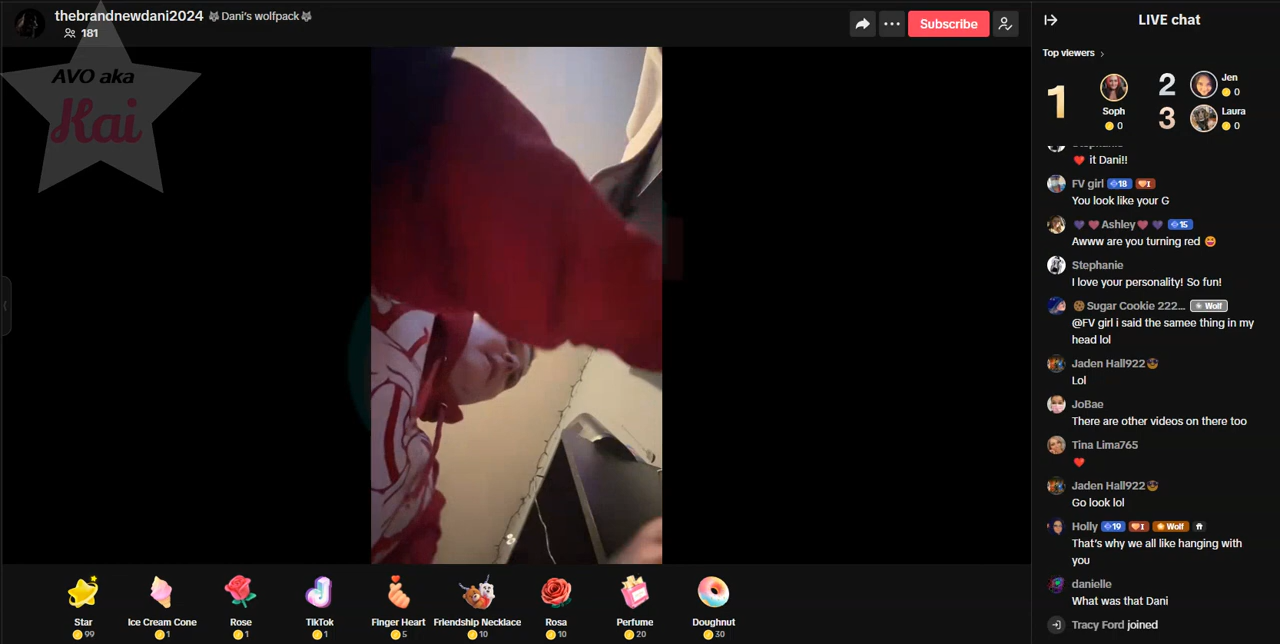 thebrandnewdani2024 🐺Dani's wolfpack🐺
181
Subscribe
AVO aka
Kai
LIVE chat
Top viewers
1
Soph
0
2
Jen
0
3
Laura
0
❤️ it Dani!!
FV girl 18 I
You look like your G
💜❤️Ashley❤️💜 15
Awww are you turning red 😆
Stephanie
I love your personality! So fun!
🍪Sugar Cookie 222... Wolf
@FV girl i said the samee thing in my
head lol
Jaden Hall922
Lol
JoBae
There are other videos on there too
Tina Lima765
❤️
Jaden Hall922
Go look lol
Holly 19 I Wolf
That's why we all like hanging with
you
danielle
What was that Dani
Tracy Ford joined
Star
99
Ice Cream Cone
1
Rose
1
TikTok
1
Finger Heart
5
Friendship Necklace
10
Rosa
10
Perfume
20
Doughnut
30